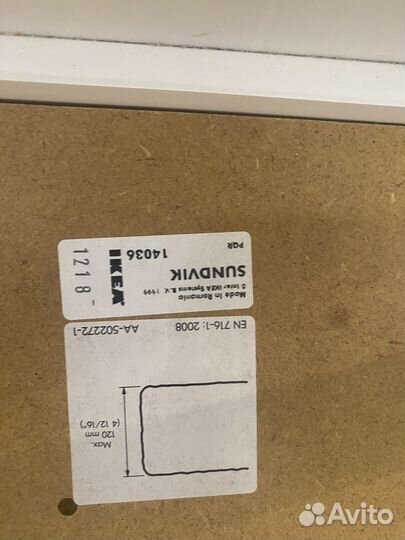 Made in Romania
© Inter IKEA Systems B.V. 1999
SUNDVIK
14036
PQR
IKEA
1218-
EN 716-1: 2008
AA-502272-1
Max.
120 mm
(4 12/16")
Avito